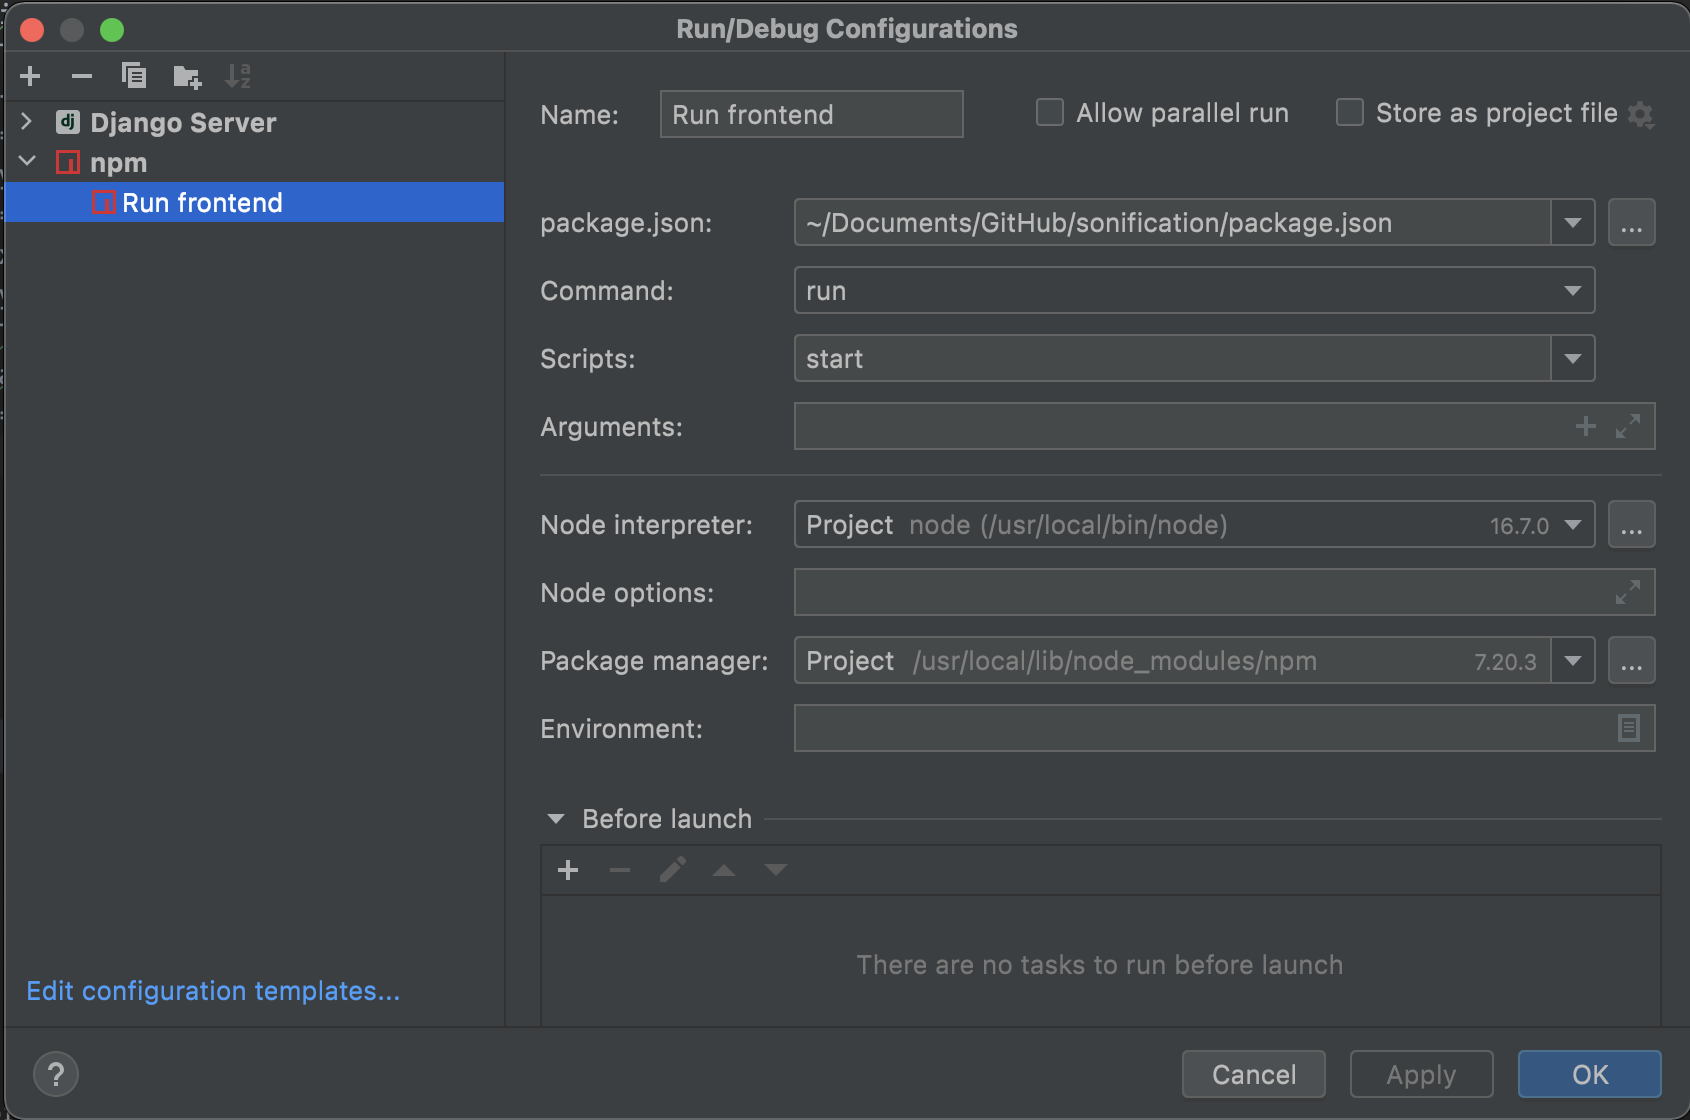 Run/Debug Configurations
Django Server
npm
Run frontend
Edit configuration templates...
Name: Run frontend Allow parallel run Store as project file
package.json: ~/Documents/GitHub/sonification/package.json ...
Command: run
Scripts: start
Arguments:
Node interpreter: Project node (/usr/local/bin/node) 16.7.0 ...
Node options:
Package manager: Project /usr/local/lib/node_modules/npm 7.20.3 ...
Environment:
Before launch
There are no tasks to run before launch
? Cancel Apply OK